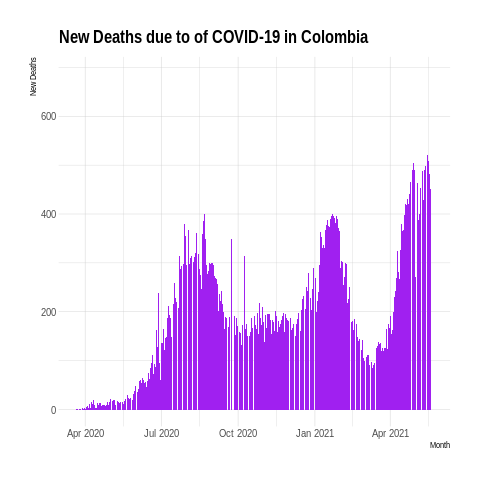 New Deaths due to of COVID-19 in Colombia
New Deaths
600
400
200
0
Apr 2020 Jul 2020 Oct 2020 Jan 2021 Apr 2021
Month